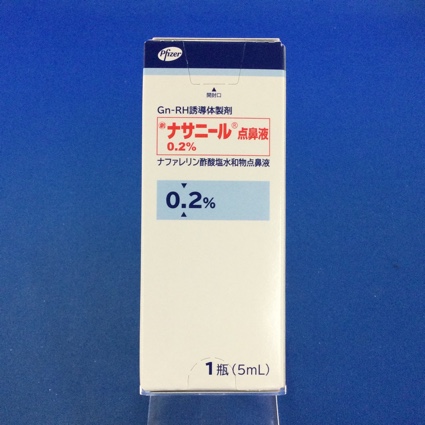 Pfizer
開封口
Gn-RH誘導体製剤
ナサニール®点鼻液
0.2%
ナファレリン酢酸塩水和物点鼻液
0.2%
1瓶(5mL)